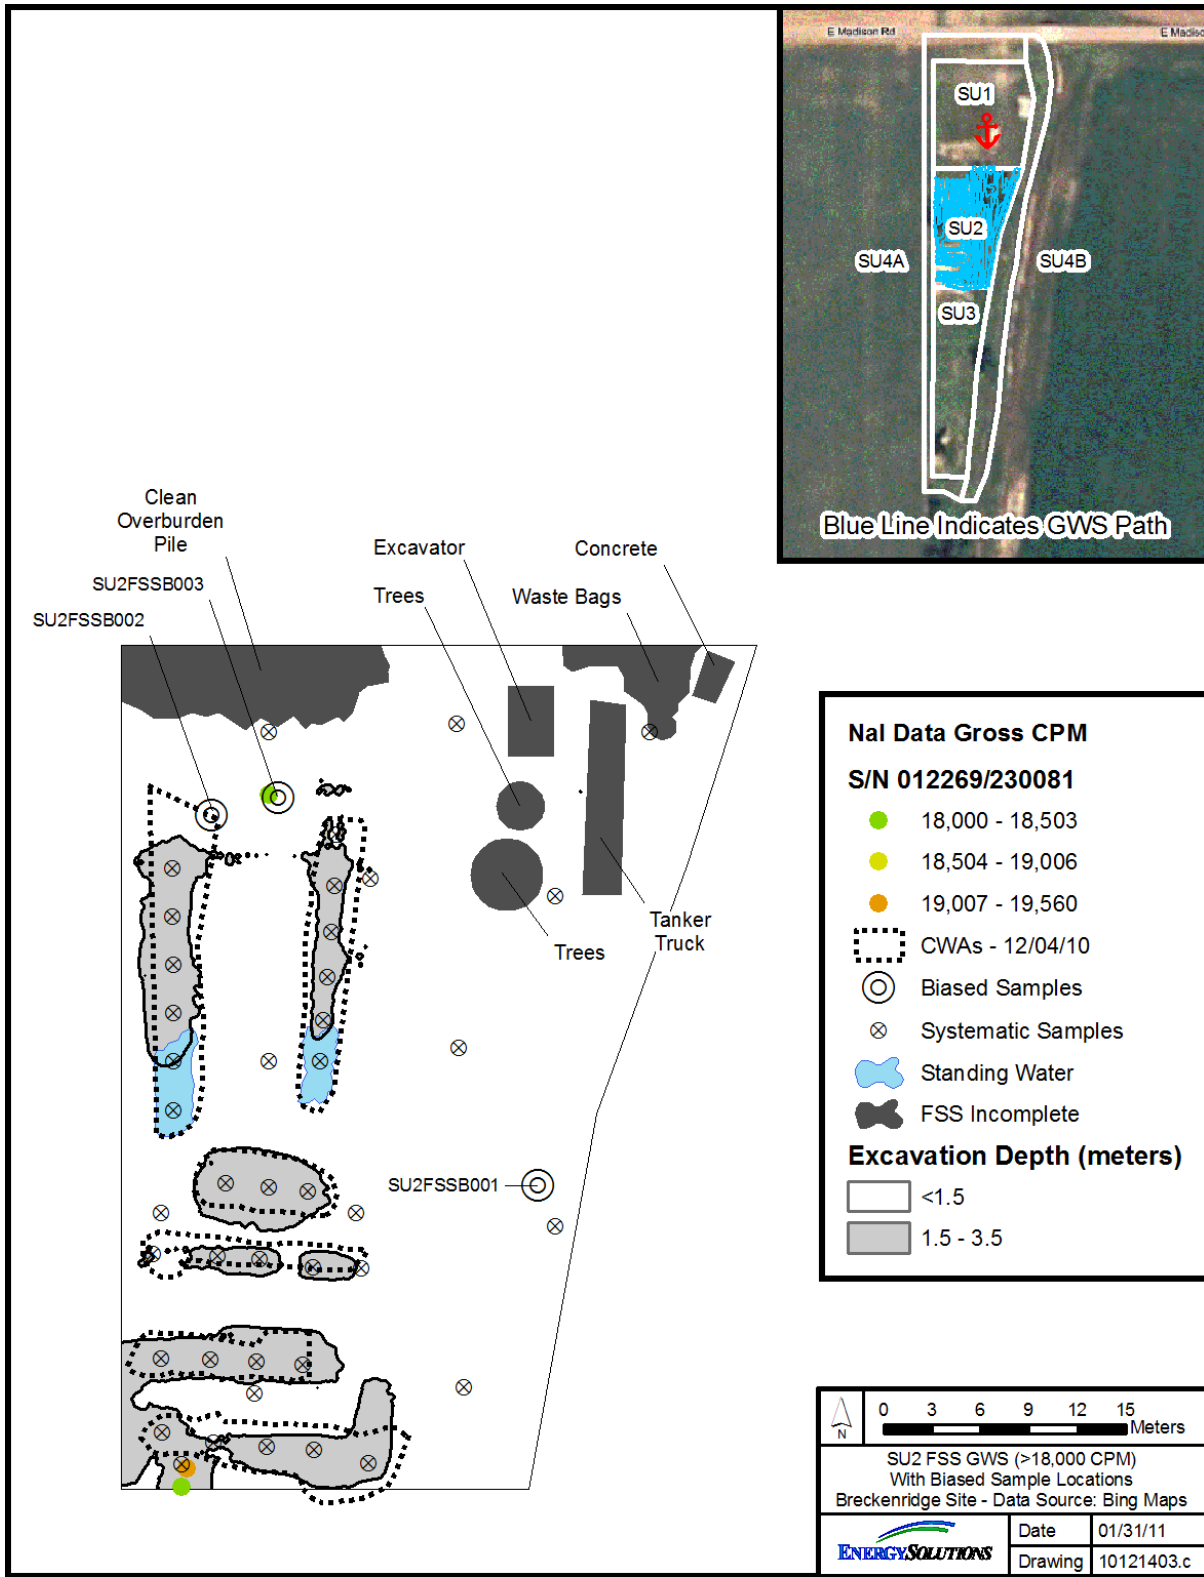 E Madison Rd
E Madiso
SU1
SU2
SU4A
SU4B
SU3
Blue Line Indicates GWS Path
Clean
Overburden
Pile
SU2FSSB003
SU2FSSB002
Excavator
Trees
Concrete
Waste Bags
Tanker
Truck
Trees
SU2FSSB001
NaI Data Gross CPM
S/N 012269/230081
18,000 - 18,503
18,504 - 19,006
19,007 - 19,560
CWAs - 12/04/10
Biased Samples
Systematic Samples
Standing Water
FSS Incomplete
Excavation Depth (meters)
<1.5
1.5 - 3.5
N
0 3 6 9 12 15
Meters
SU2 FSS GWS (>18,000 CPM)
With Biased Sample Locations
Breckenridge Site - Data Source: Bing Maps
ENERGYSOLUTIONS
Date 01/31/11
Drawing 10121403.c